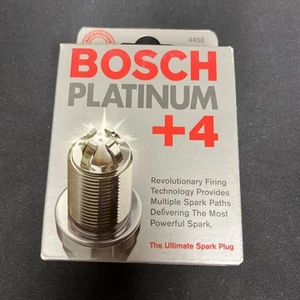 4458
BOSCH
PLATINUM
+4
Revolutionary Firing
Technology Provides
Multiple Spark Paths
Delivering The Most
Powerful Spark.
The Ultimate Spark Plug